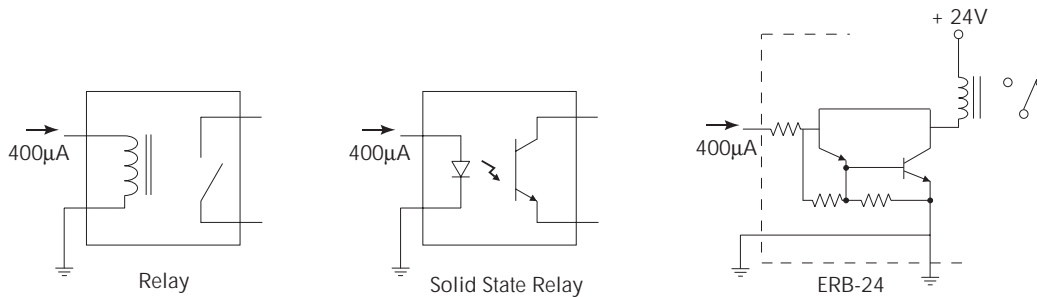 400µA
Relay
400µA
Solid State Relay
+ 24V
400µA
ERB-24